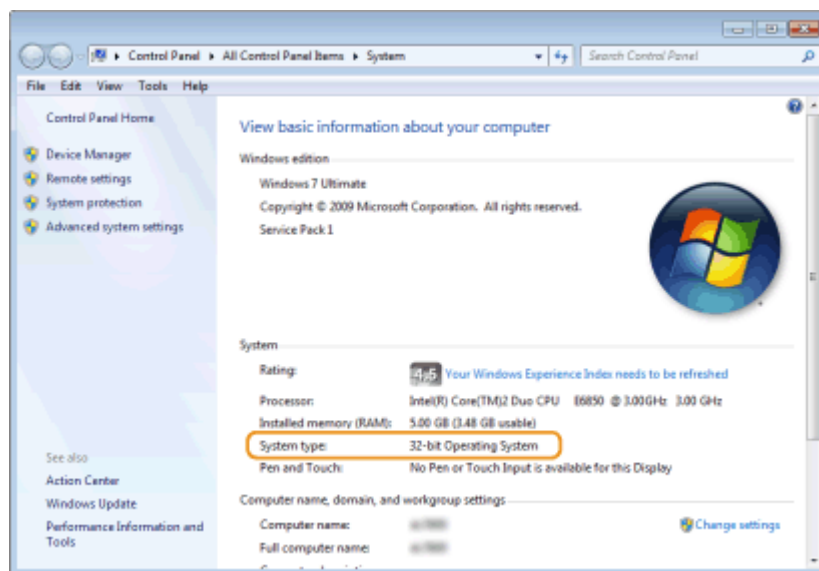 Control Panel ▸ All Control Panel Items ▸ System
Search Control Panel
File Edit View Tools Help
Control Panel Home
Device Manager
Remote settings
System protection
Advanced system settings
See also
Action Center
Windows Update
Performance Information and
Tools
View basic information about your computer
Windows edition
Windows 7 Ultimate
Copyright © 2009 Microsoft Corporation. All rights reserved.
Service Pack 1
System
Rating: 4,5 Your Windows Experience Index needs to be refreshed
Processor: Intel(R) Core(TM)2 Duo CPU E6850 @ 3.00GHz 3.00 GHz
Installed memory (RAM): 5.00 GB (3.48 GB usable)
System type: 32-bit Operating System
Pen and Touch: No Pen or Touch Input is available for this Display
Computer name, domain, and workgroup settings
Computer name: Change settings
Full computer name: